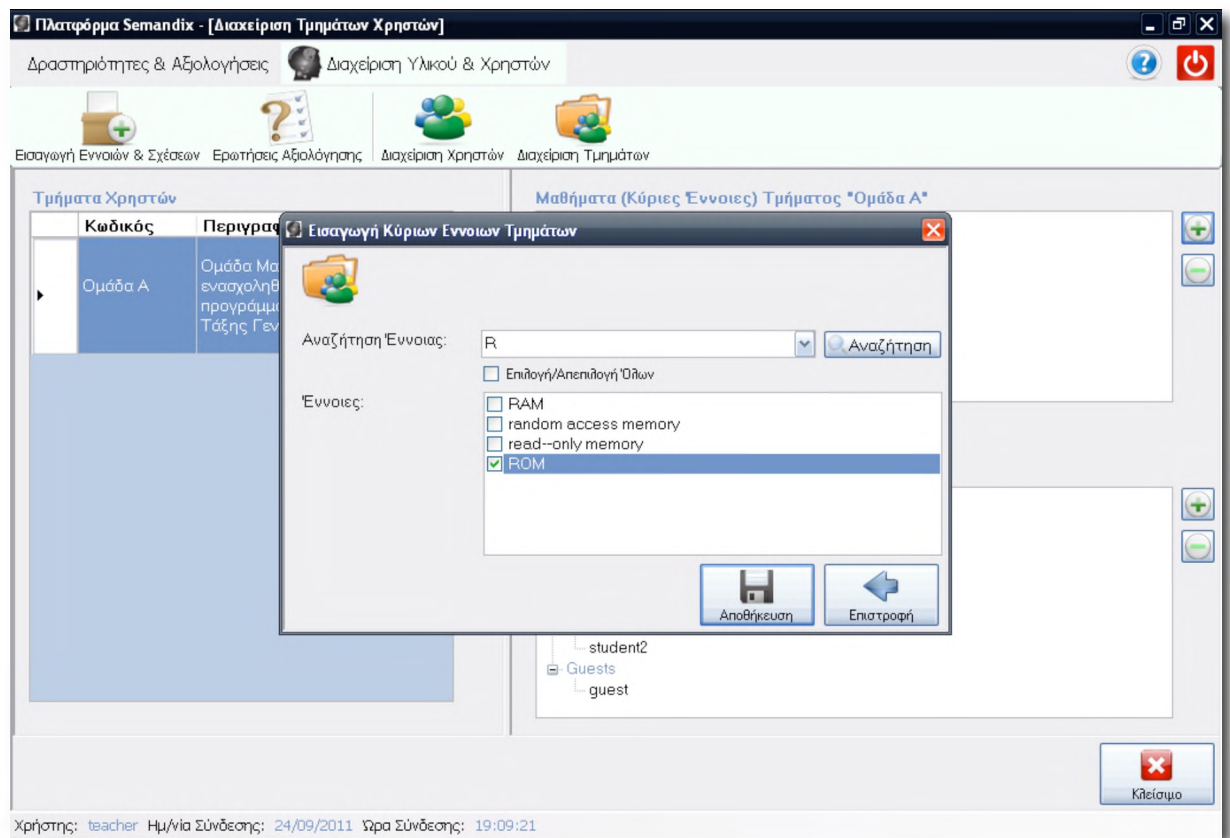 Πλατφόρμα Semandix - [Διαχείριση Τμημάτων Χρηστών]
Δραστηριότητες & Αξιολογήσεις Διαχείριση Υλικού & Χρηστών
Εισαγωγή Εννοιών & Σχέσεων Ερωτήσεις Αξιολόγησης Διαχείριση Χρηστών Διαχείριση Τμημάτων
Τμήματα Χρηστών
Κωδικός Περιγραφ
Ομάδα Α
Ομάδα Μα
ενασχοληθ
προγράμμα
Τάξης Γεν
Μαθήματα (Κύριες Έννοιες) Τμήματος "Ομάδα Α"
Εισαγωγή Κύριων Εννοιων Τμημάτων
Αναζήτηση Έννοιας: R Αναζήτηση
Επιλογή/Απεπιλογή Όλων
Έννοιες:
RAM
random access memory
read--only memory
ROM
Αποθήκευση Επιστροφή
student2
Guests
guest
Κλείσιμο
Χρήστης: teacher Ημ/νία Σύνδεσης: 24/09/2011 Ώρα Σύνδεσης: 19:09:21